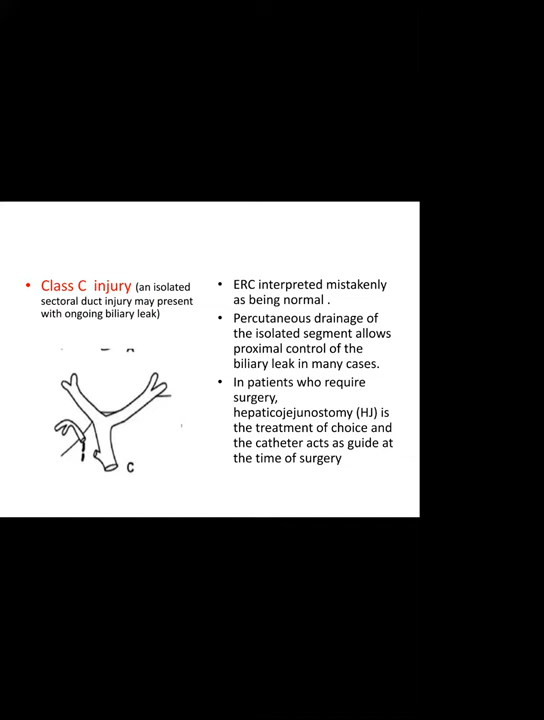 • Class C injury (an isolated
sectoral duct injury may present
with ongoing biliary leak)
C
• ERC interpreted mistakenly
as being normal .
• Percutaneous drainage of
the isolated segment allows
proximal control of the
biliary leak in many cases.
• In patients who require
surgery,
hepaticojejunostomy (HJ) is
the treatment of choice and
the catheter acts as guide at
the time of surgery